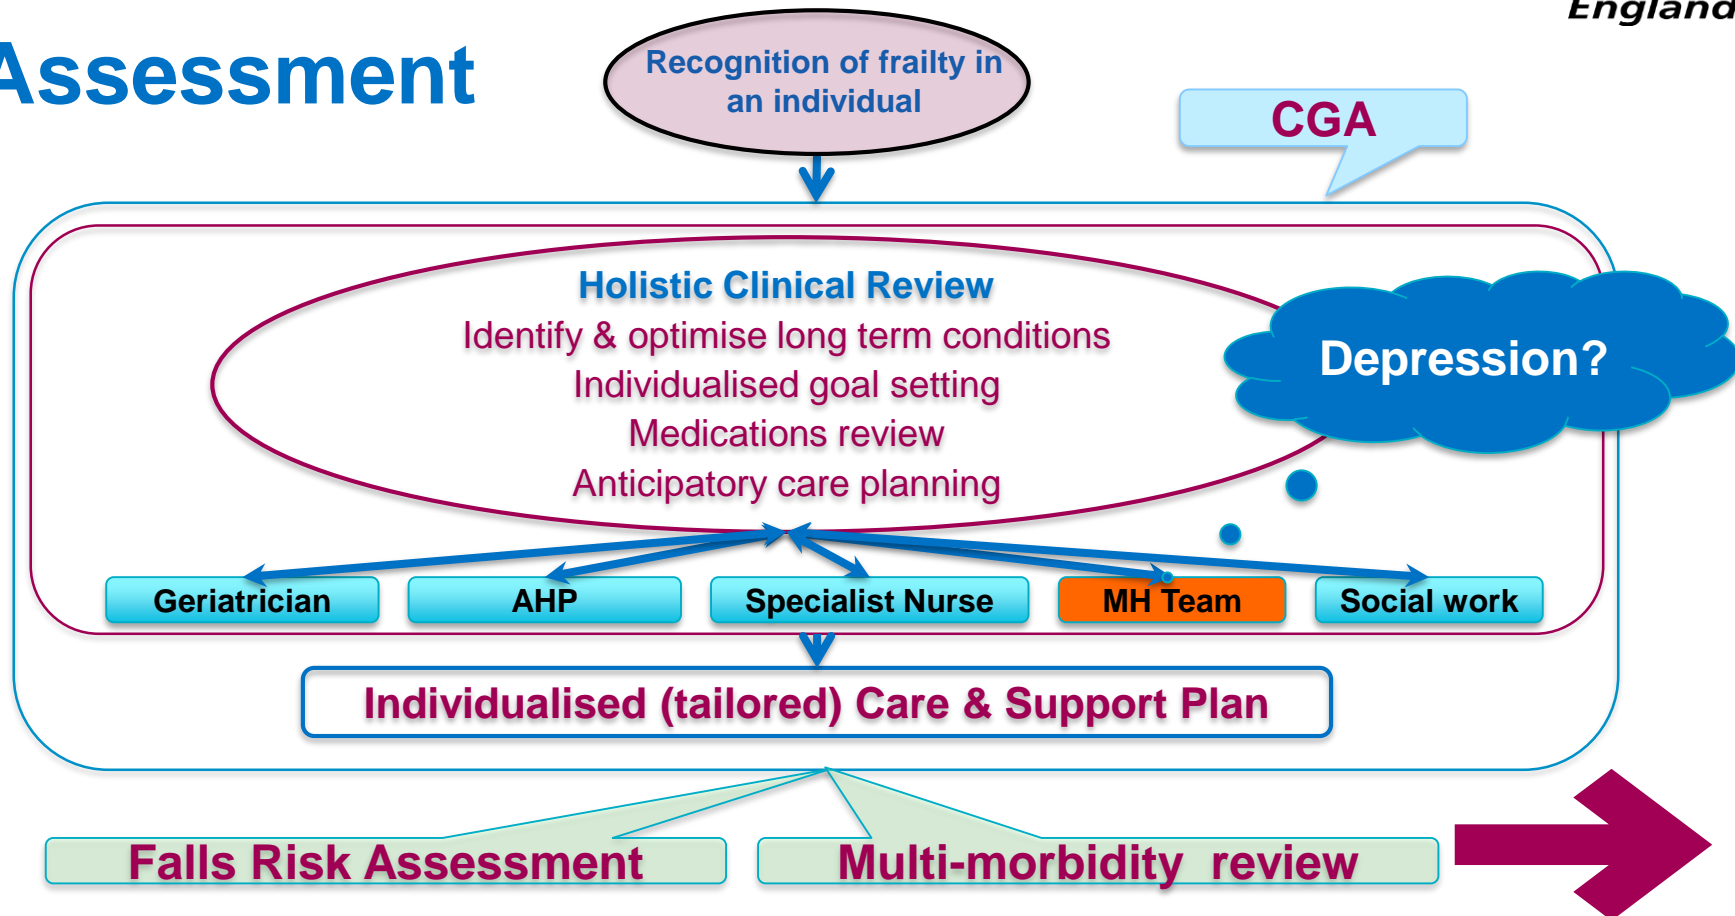 England
Assessment
Recognition of frailty in
an individual
CGA
Holistic Clinical Review
Identify & optimise long term conditions
Individualised goal setting
Medications review
Anticipatory care planning
Depression?
Geriatrician
AHP
Specialist Nurse
MH Team
Social work
Individualised (tailored) Care & Support Plan
Falls Risk Assessment
Multi-morbidity review